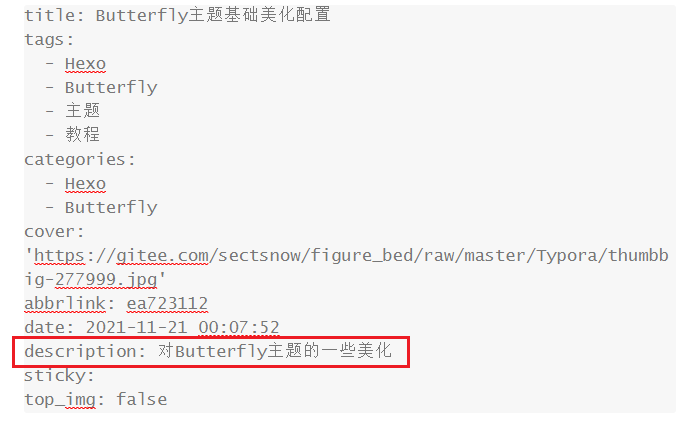 title: Butterfly主题基础美化配置
tags:
- Hexo
- Butterfly
- 主题
- 教程
categories:
- Hexo
- Butterfly
cover:
'https://gitee.com/sectsnow/figure_bed/raw/master/Typora/thumbb
ig-277999.jpg'
abbrlink: ea723112
date: 2021-11-21 00:07:52
description: 对Butterfly主题的一些美化
sticky:
top_img: false